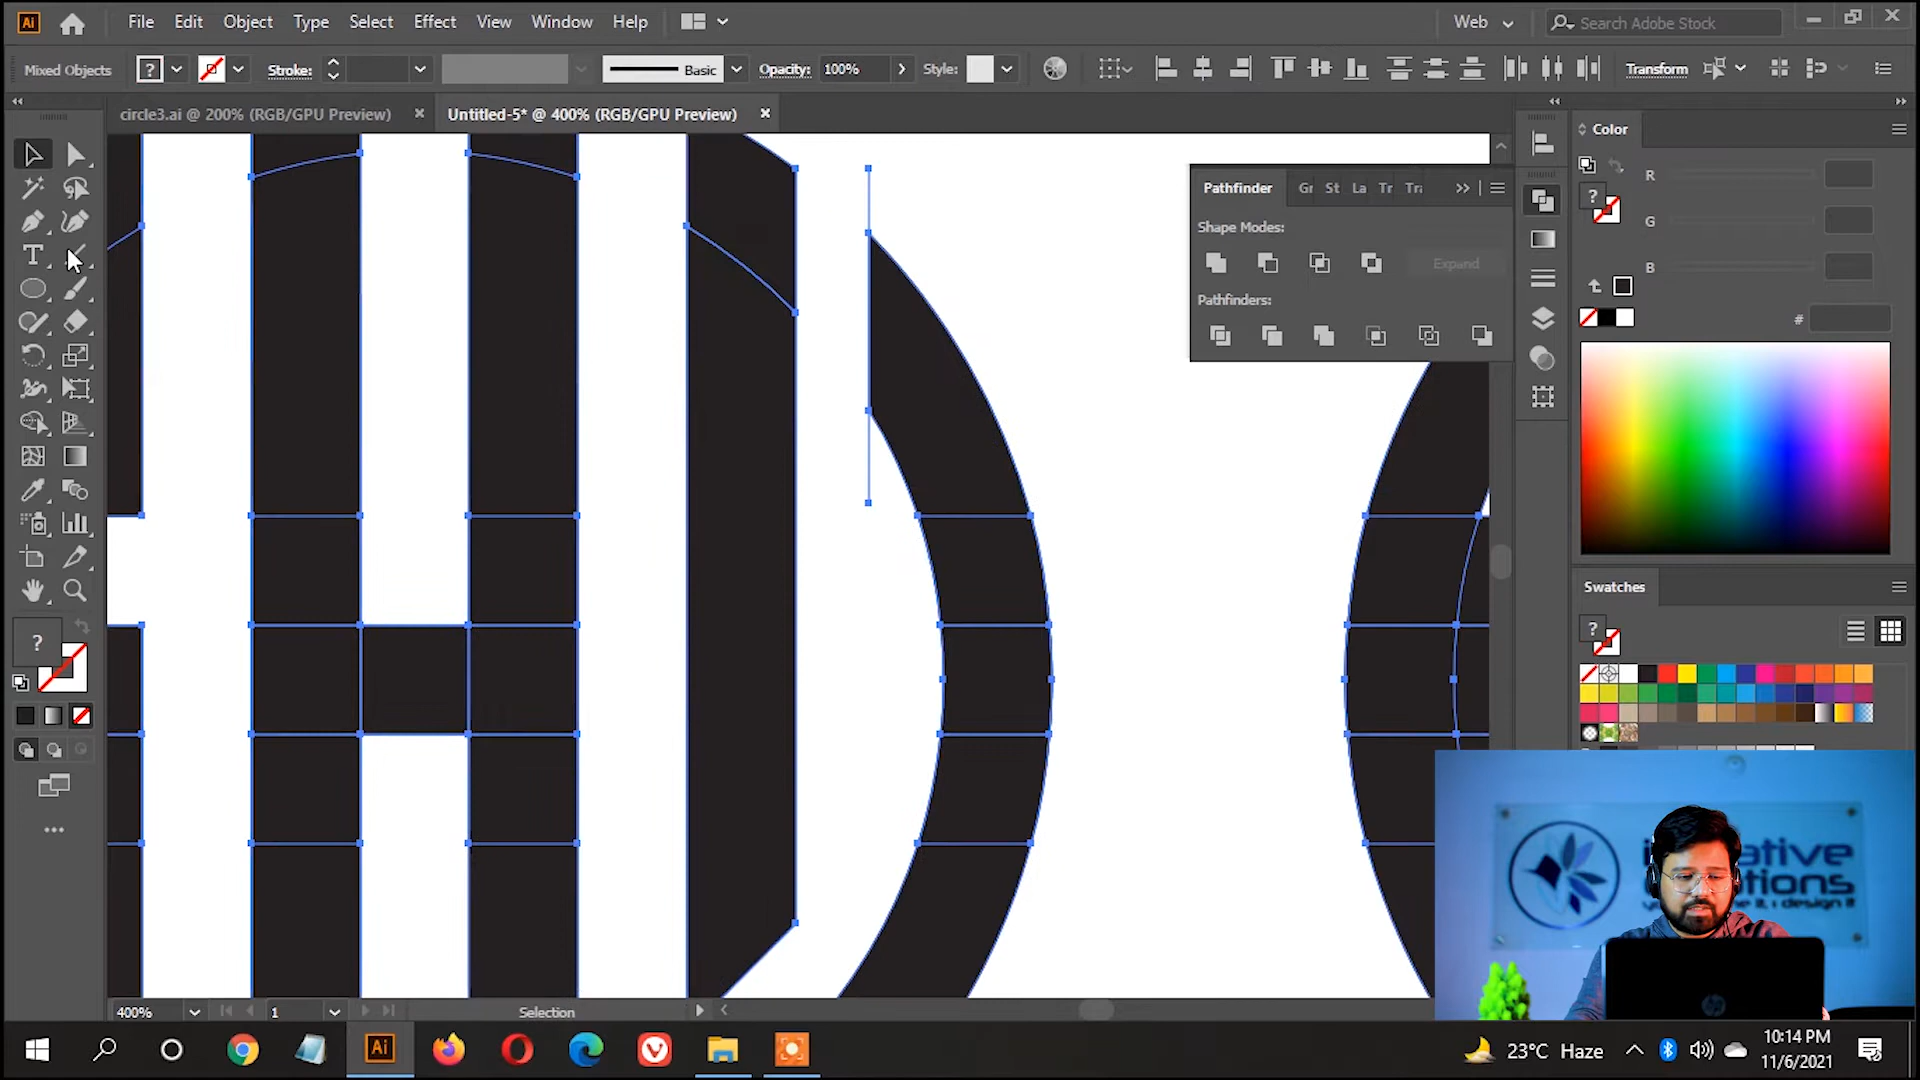 Ai File Edit Object Type Select Effect View Window Help Web Search Adobe Stock
Mixed Objects ? Stroke: Basic Opacity: 100% Style: Transform
circle3.ai @ 200% (RGB/GPU Preview) Untitled-5* @ 400% (RGB/GPU Preview)
Color
R
G
B
#
?
Pathfinder Gr St La Tr Tra
Shape Modes:
Expand
Pathfinders:
Swatches
?
T
?
400% 1 Selection
Ai
23°C Haze
10:14 PM
11/6/2021